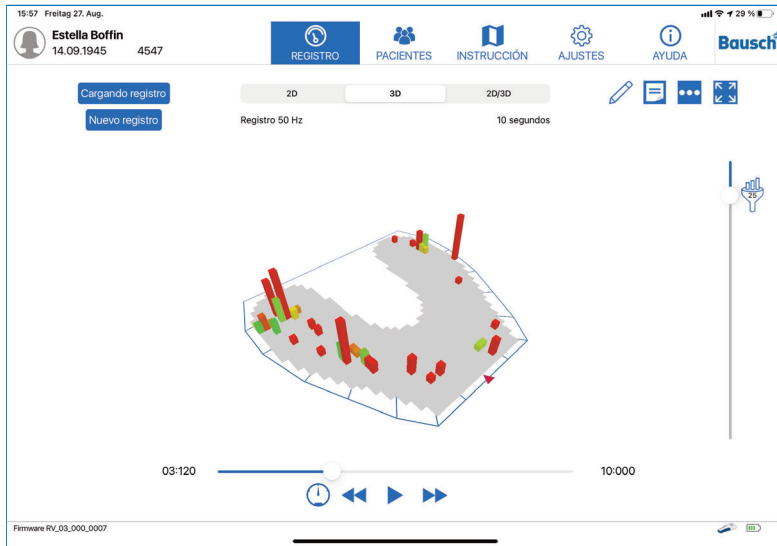 15:57 Freitag 27. Aug.
29 %
Estella Boffin
14.09.1945 4547
REGISTRO
PACIENTES
INSTRUCCIÓN
AJUSTES
AYUDA
Bausch
Cargando registro
2D
3D
2D/3D
Nuevo registro
Registro 50 Hz
10 segundos
25
03:120
10:000
Firmware RV_03_000_0007